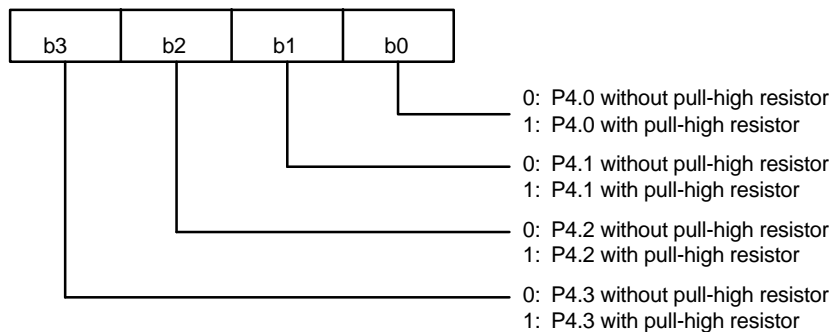 b3 b2 b1 b0
0: P4.0 without pull-high resistor
1: P4.0 with pull-high resistor
0: P4.1 without pull-high resistor
1: P4.1 with pull-high resistor
0: P4.2 without pull-high resistor
1: P4.2 with pull-high resistor
0: P4.3 without pull-high resistor
1: P4.3 with pull-high resistor